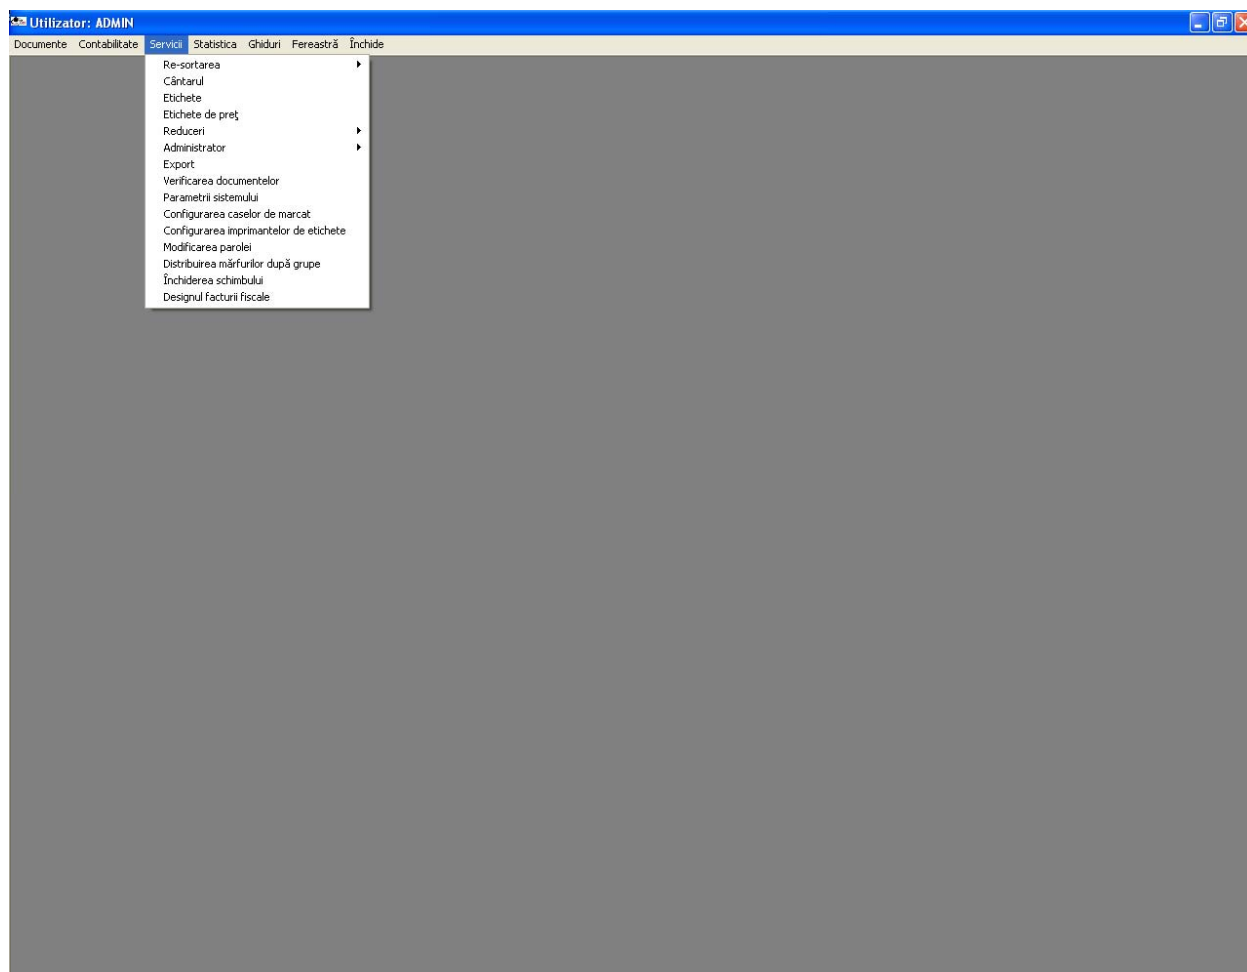 Utilizator: ADMIN
Documente Contabilitate Servicii Statistica Ghiduri Fereastră Închide
Re-sortarea
Cântarul
Etichete
Etichete de preţ
Reduceri
Administrator
Export
Verificarea documentelor
Parametrii sistemului
Configurarea caselor de marcat
Configurarea imprimantelor de etichete
Modificarea parolei
Distribuirea mărfurilor după grupe
Închiderea schimbului
Designul facturii fiscale